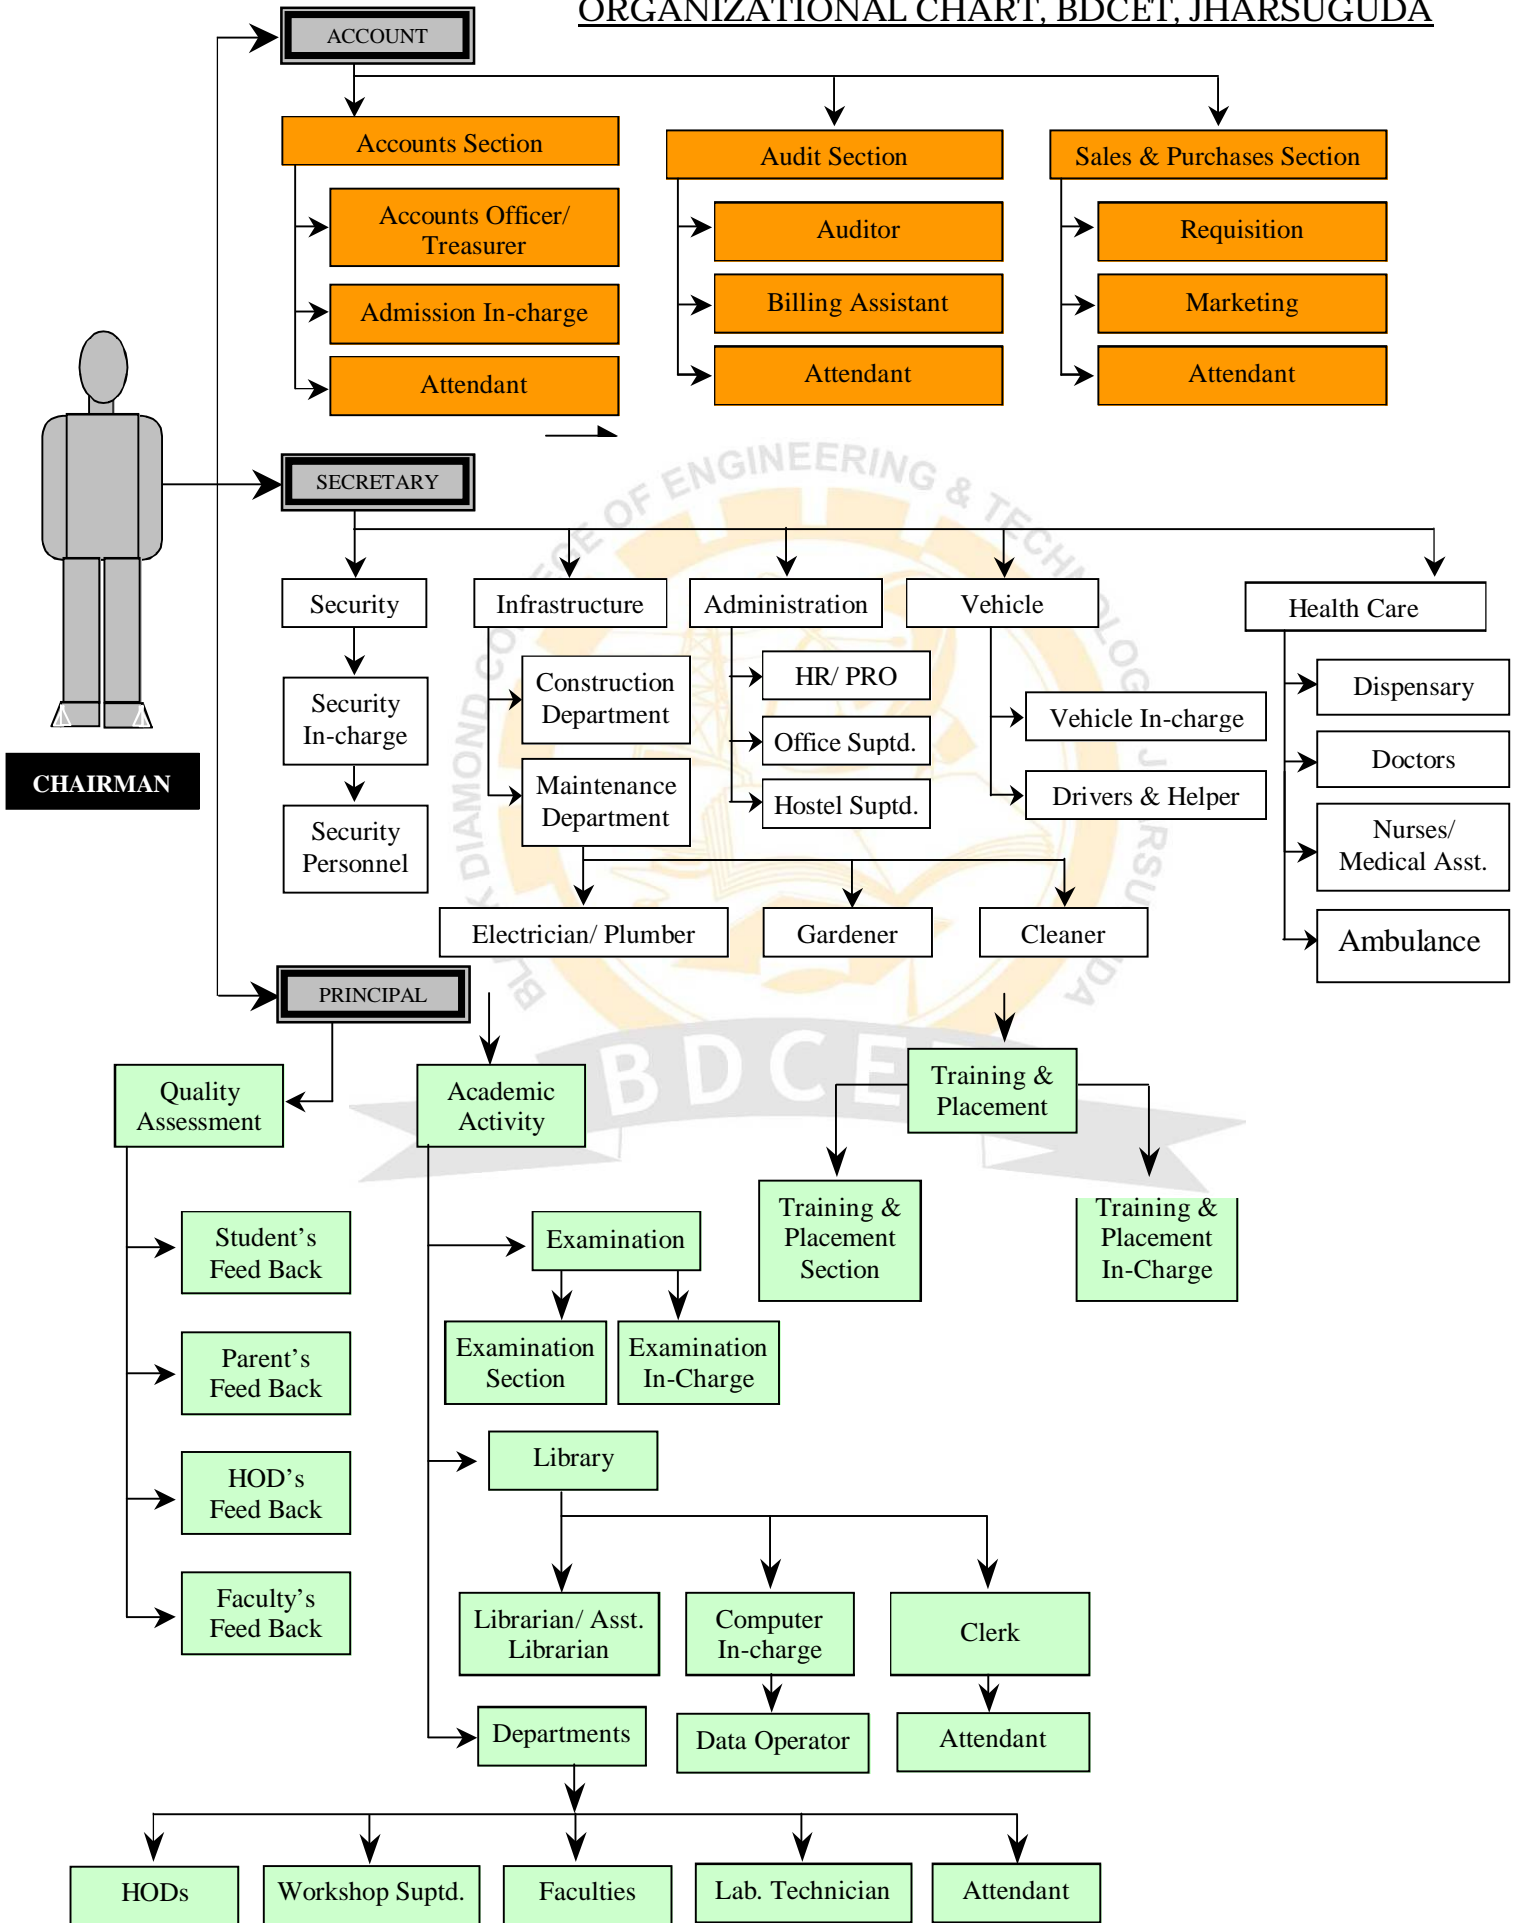 ORGANIZATIONAL CHART, BDCET, JHARSUGUDA
ACCOUNT
Accounts Section
Audit Section
Sales & Purchases Section
Accounts Officer/
Treasurer
Auditor
Requisition
Admission In-charge
Billing Assistant
Marketing
Attendant
Attendant
Attendant
CHAIRMAN
SECRETARY
Security
Infrastructure
Administration
Vehicle
Health Care
Security
In-charge
Security
Personnel
Construction
Department
Maintenance
Department
HR/ PRO
Office Suptd.
Hostel Suptd.
Vehicle In-charge
Drivers & Helper
Dispensary
Doctors
Nurses/
Medical Asst.
Ambulance
Electrician/ Plumber
Gardener
Cleaner
PRINCIPAL
Quality
Assessment
Academic
Activity
Training &
Placement
Student's
Feed Back
Parent's
Feed Back
HOD's
Feed Back
Faculty's
Feed Back
Examination
Examination
Section
Examination
In-Charge
Training &
Placement
Section
Training &
Placement
In-Charge
Library
Librarian/ Asst.
Librarian
Computer
In-charge
Clerk
Data Operator
Attendant
Departments
HODs
Workshop Suptd.
Faculties
Lab. Technician
Attendant
OF ENGINEERING &
DIAMOND
BDCE